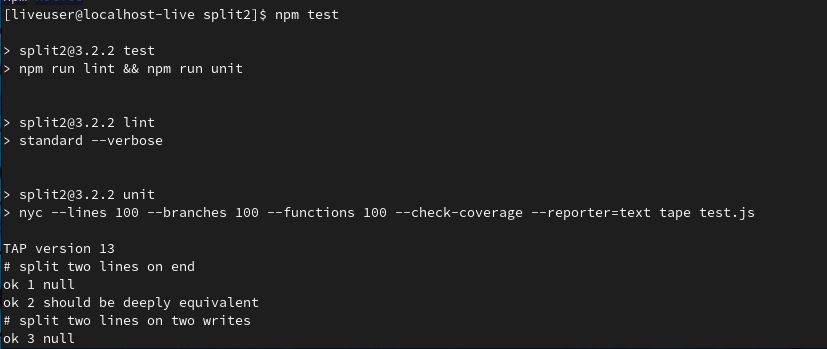 [liveuser@localhost-live split2]$ npm test
> split2@3.2.2 test
> npm run lint && npm run unit
> split2@3.2.2 lint
> standard --verbose
> split2@3.2.2 unit
> nyc --lines 100 --branches 100 --functions 100 --check-coverage --reporter=text tape test.js
TAP version 13
# split two lines on end
ok 1 null
ok 2 should be deeply equivalent
# split two lines on two writes
ok 3 null